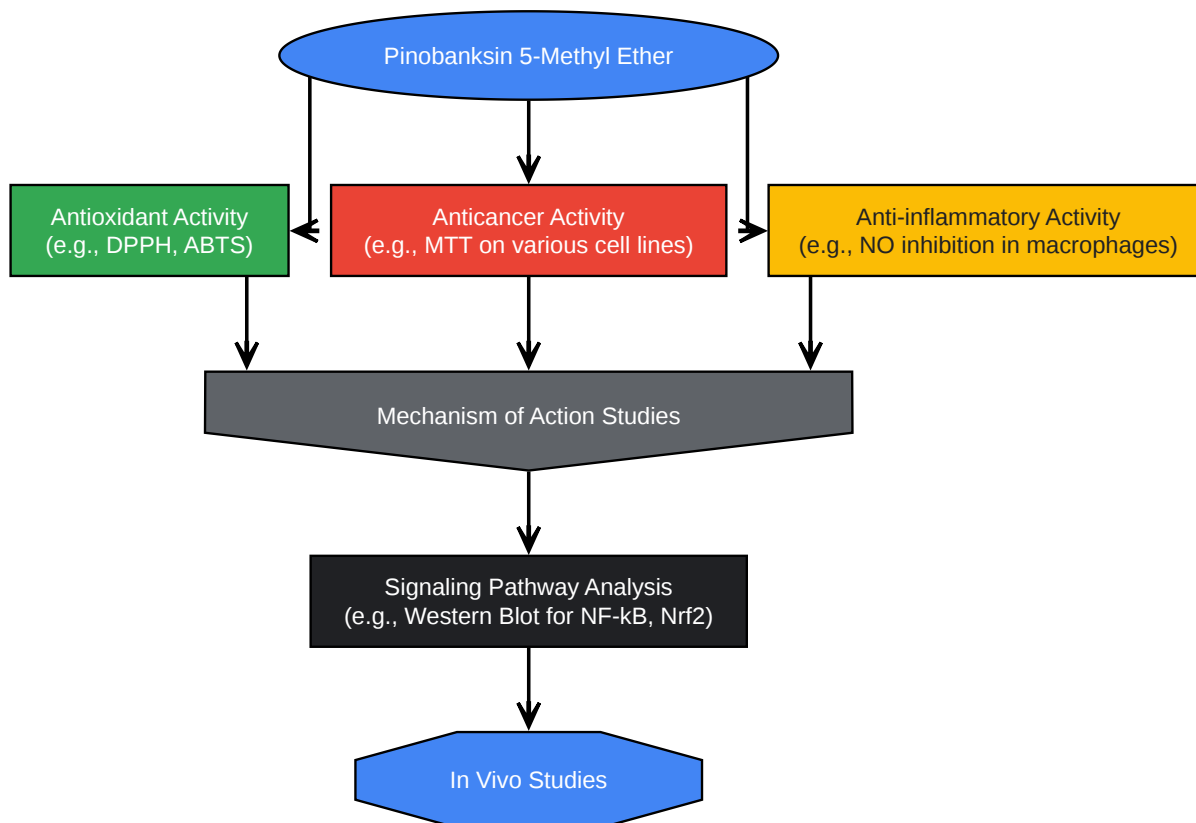 Pinobanksin 5-Methyl Ether
Antioxidant Activity
(e.g., DPPH, ABTS)
Anticancer Activity
(e.g., MTT on various cell lines)
Anti-inflammatory Activity
(e.g., NO inhibition in macrophages)
Mechanism of Action Studies
Signaling Pathway Analysis
(e.g., Western Blot for NF-kB, Nrf2)
In Vivo Studies